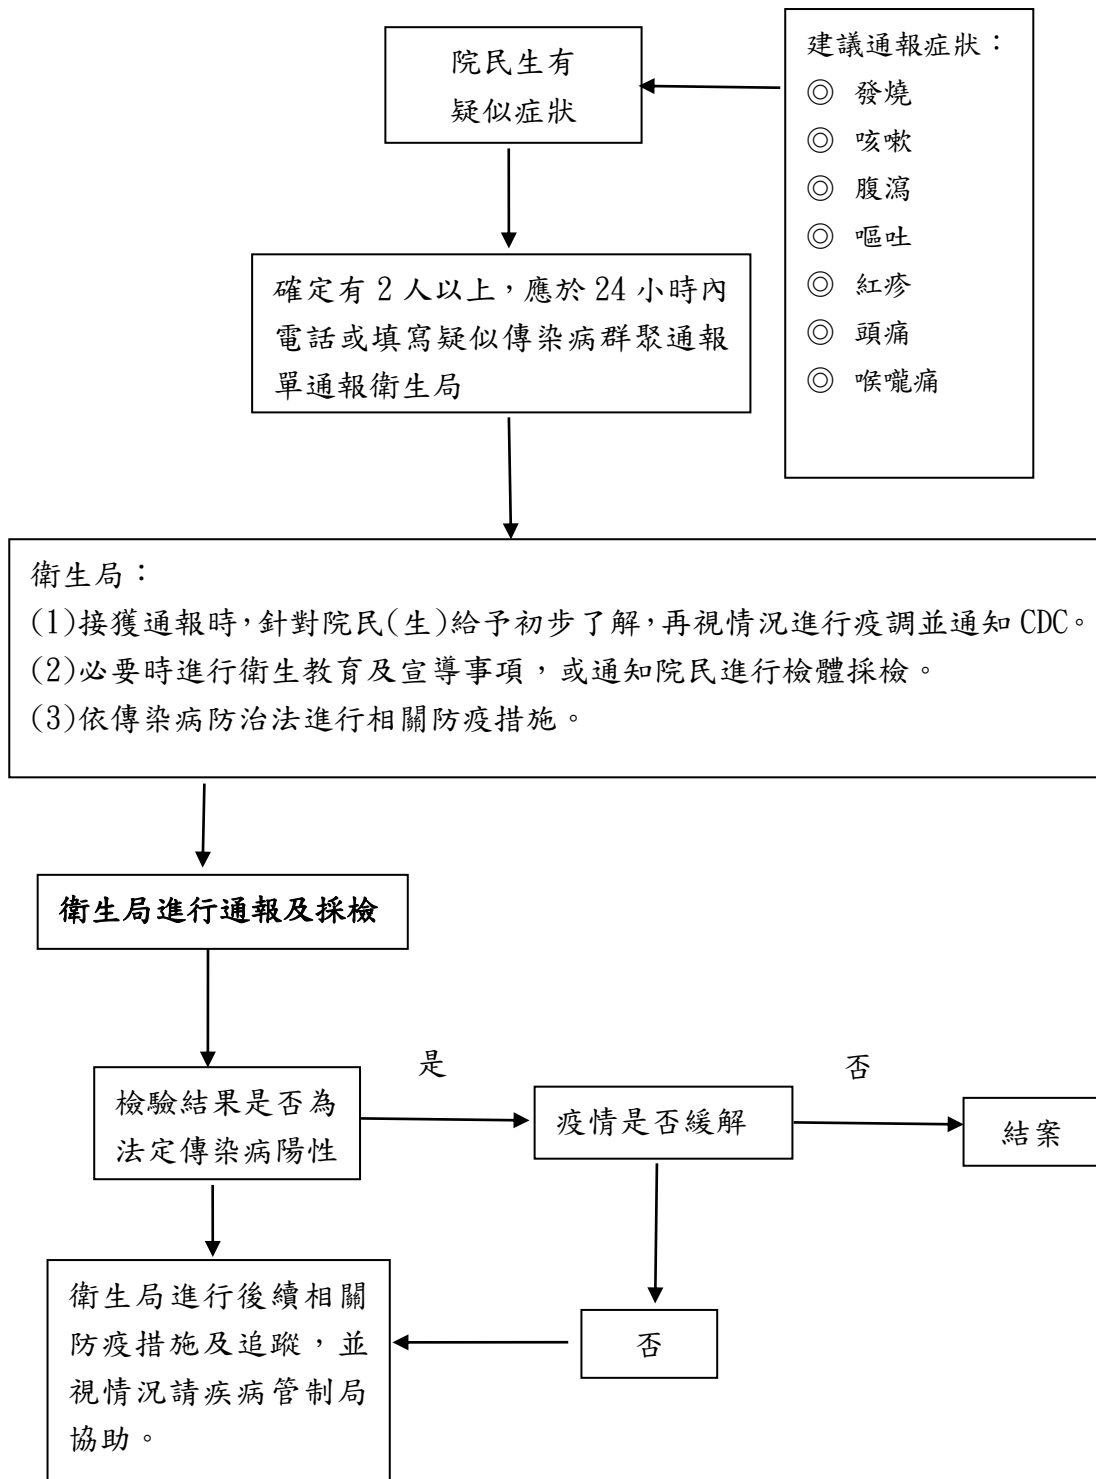 院民生有
疑似症狀
建議通報症狀：
◎ 發燒
◎ 咳嗽
◎ 腹瀉
◎ 嘔吐
◎ 紅疹
◎ 頭痛
◎ 喉嚨痛
確定有 2 人以上，應於 24 小時內
電話或填寫疑似傳染病群聚通報
單通報衛生局
衛生局：
(1)接獲通報時，針對院民(生)給予初步了解，再視情況進行疫調並通知 CDC。
(2)必要時進行衛生教育及宣導事項，或通知院民進行檢體採檢。
(3)依傳染病防治法進行相關防疫措施。
衛生局進行通報及採檢
檢驗結果是否為
法定傳染病陽性
是
疫情是否緩解
否
結案
衛生局進行後續相關
防疫措施及追蹤，並
視情況請疾病管制局
協助。
否